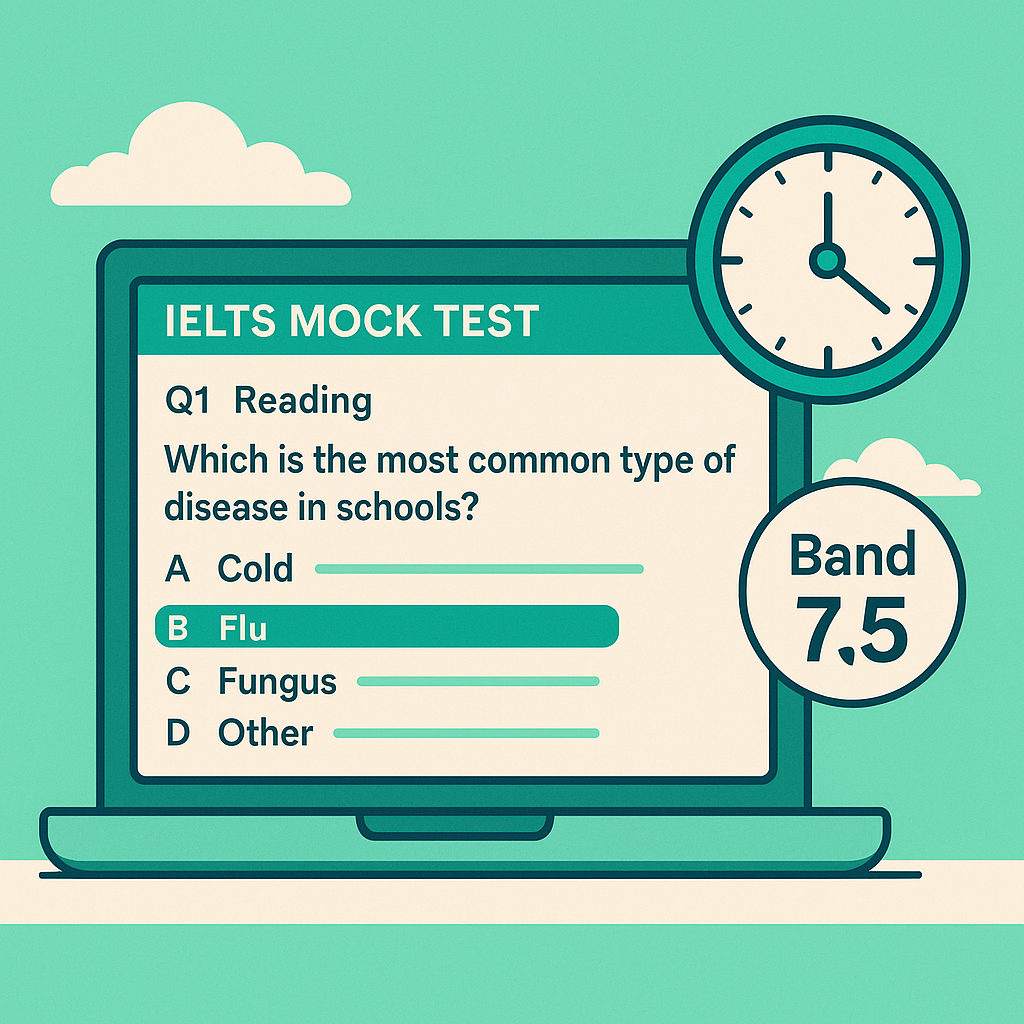 IELTS MOCK TEST
Q1 Reading
Which is the most common type of
disease in schools?
A Cold
B Flu
C Fungus
D Other
Band
7.5